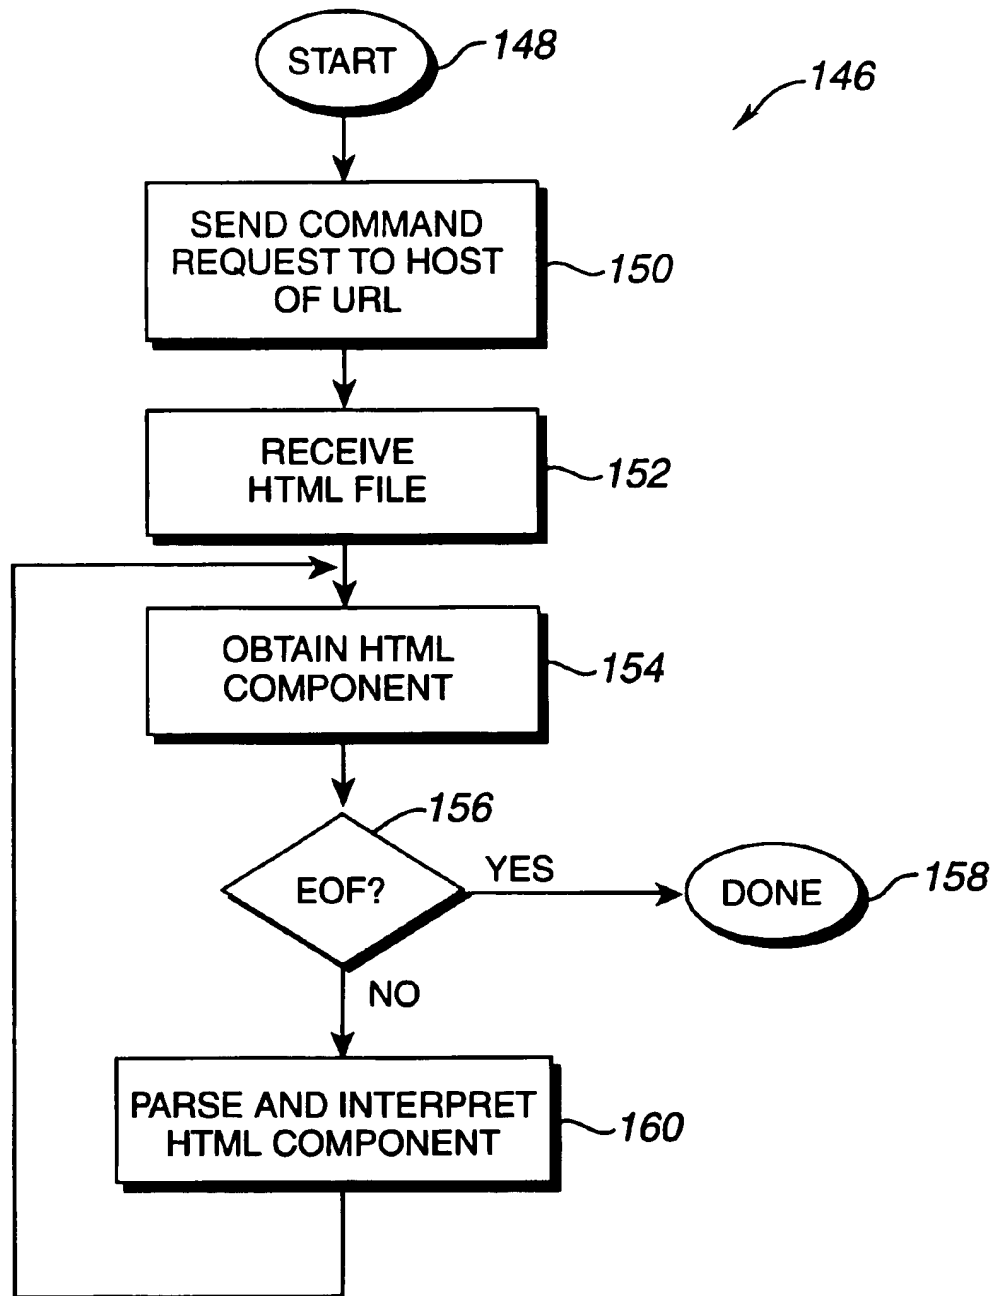 START
148
146
SEND COMMAND
REQUEST TO HOST
OF URL
150
RECEIVE
HTML FILE
152
OBTAIN HTML
COMPONENT
154
156
EOF?
YES
DONE
158
NO
PARSE AND INTERPRET
HTML COMPONENT
160